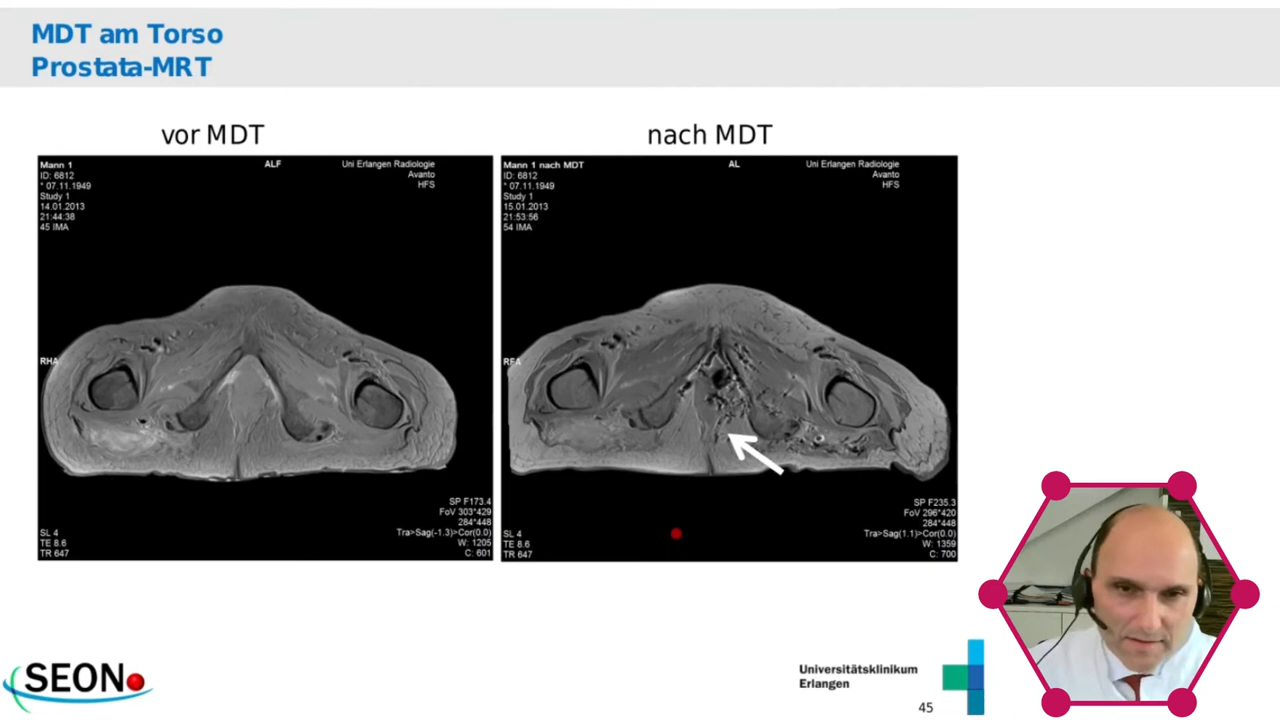 MDT am Torso
Prostata-MRT
vor MDT
nach MDT
Mann 1
ALF
Uni Erlangen Radiologie
ID: 6812
Avanto
* 07.11.1949
HFS
Study 1
14.01.2013
21:44:38
45 IMA
RHA
SP F173.4
FoV 303*429
284*448
SL 4
Tra>Sag(-1.3)>Cor(0.0)
TE 8.6
W: 1205
TR 647
C: 601
Mann 1 nach MDT
AL
Uni Erlangen Radiologie
ID: 6812
Avanto
* 07.11.1949
HFS
Study 1
15.01.2013
21:53:56
54 IMA
RFA
SP F235.3
FoV 296*420
284*448
SL 4
Tra>Sag(1.1)>Cor(0.0)
TE 8.6
W: 1359
TR 647
C: 700
SEON
Universitätsklinikum
Erlangen
45